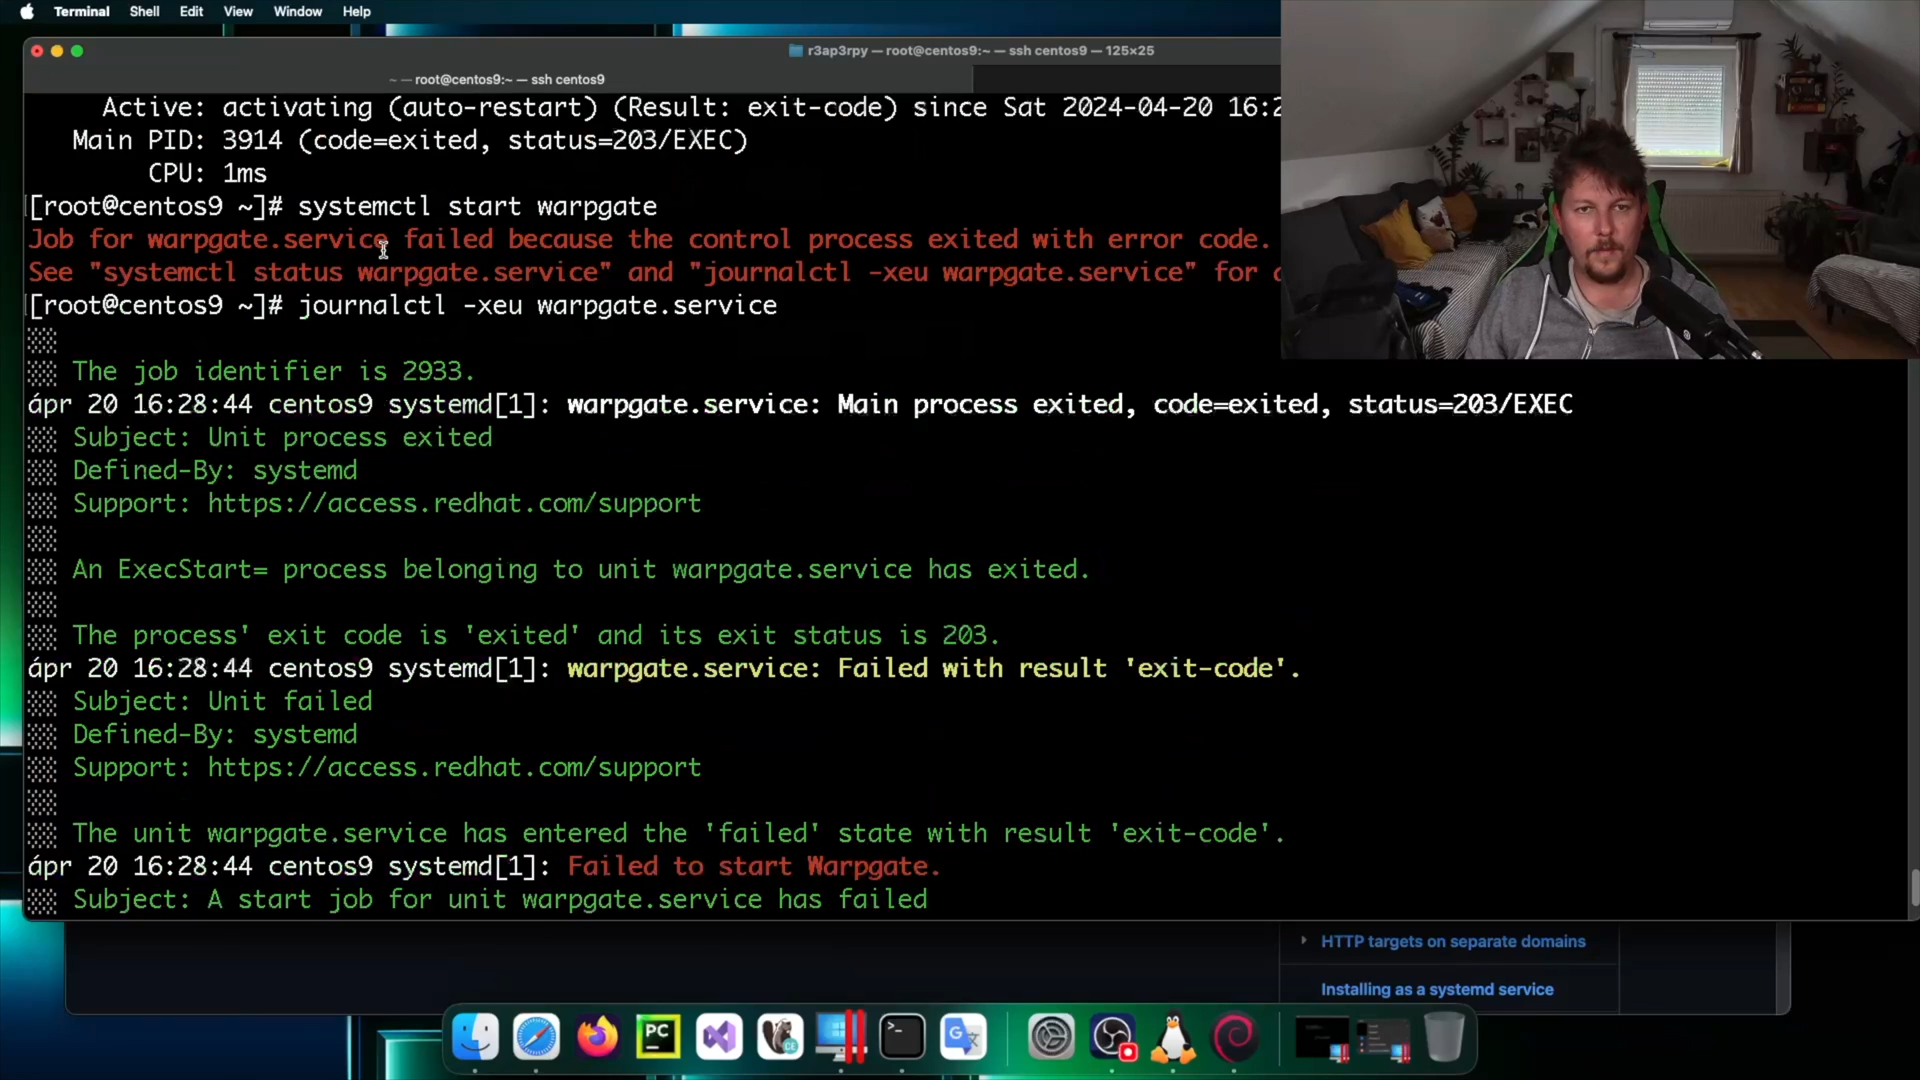 Terminal Shell Edit View Window Help
r3ap3rpy — root@centos9:~ — ssh centos9 — 125×25
~ — root@centos9:~ — ssh centos9
Active: activating (auto-restart) (Result: exit-code) since Sat 2024-04-20 16:2
Main PID: 3914 (code=exited, status=203/EXEC)
CPU: 1ms
[root@centos9 ~]# systemctl start warpgate
Job for warpgate.service failed because the control process exited with error code.
See "systemctl status warpgate.service" and "journalctl -xeu warpgate.service" for
[root@centos9 ~]# journalctl -xeu warpgate.service
The job identifier is 2933.
ápr 20 16:28:44 centos9 systemd[1]: warpgate.service: Main process exited, code=exited, status=203/EXEC
Subject: Unit process exited
Defined-By: systemd
Support: https://access.redhat.com/support
An ExecStart= process belonging to unit warpgate.service has exited.
The process' exit code is 'exited' and its exit status is 203.
ápr 20 16:28:44 centos9 systemd[1]: warpgate.service: Failed with result 'exit-code'.
Subject: Unit failed
Defined-By: systemd
Support: https://access.redhat.com/support
The unit warpgate.service has entered the 'failed' state with result 'exit-code'.
ápr 20 16:28:44 centos9 systemd[1]: Failed to start Warpgate.
Subject: A start job for unit warpgate.service has failed
HTTP targets on separate domains
Installing as a systemd service
PC
CE